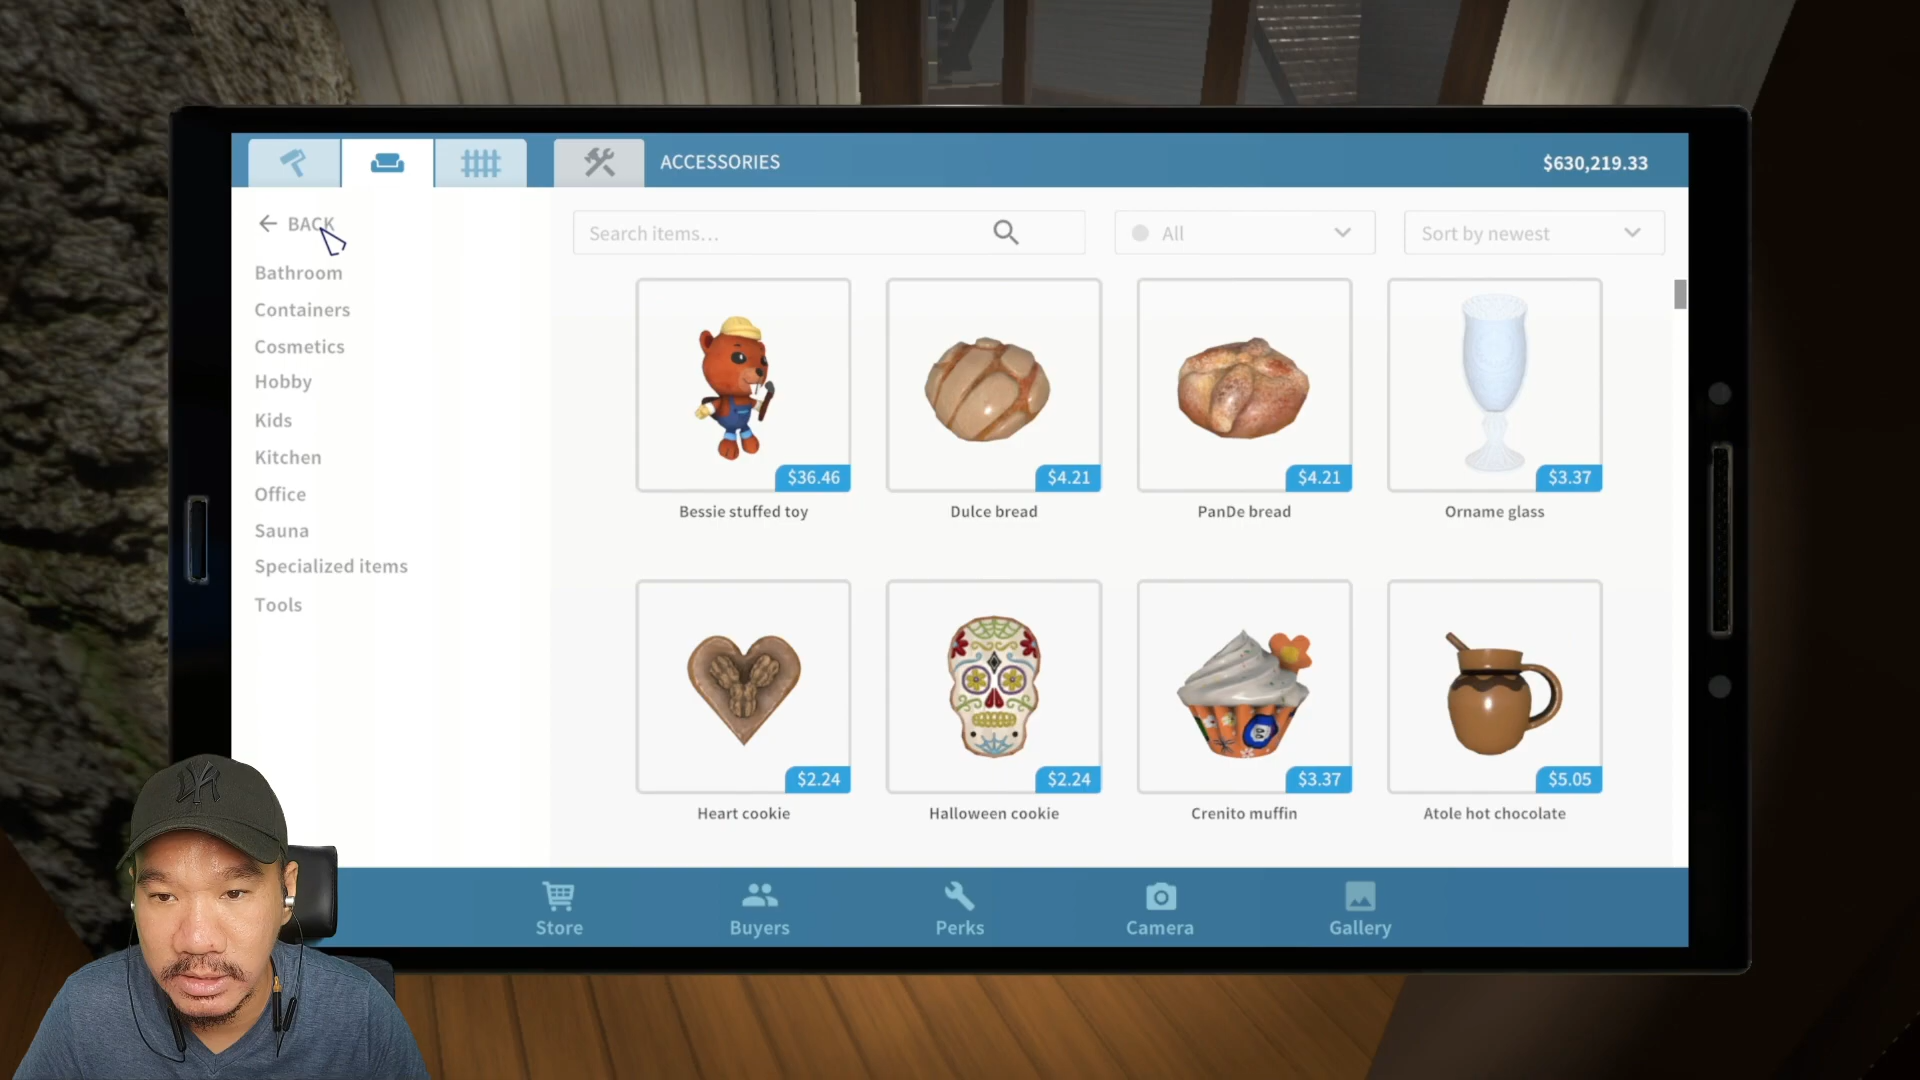 ACCESSORIES
$630,219.33
BACK
Search items...
All
Sort by newest
Bathroom
Containers
Cosmetics
Hobby
Kids
Kitchen
Office
Sauna
Specialized items
Tools
$36.46
$4.21
$4.21
$3.37
Bessie stuffed toy
Dulce bread
PanDe bread
Orname glass
$2.24
$2.24
$3.37
$5.05
Heart cookie
Halloween cookie
Crenito muffin
Atole hot chocolate
Store
Buyers
Perks
Camera
Gallery